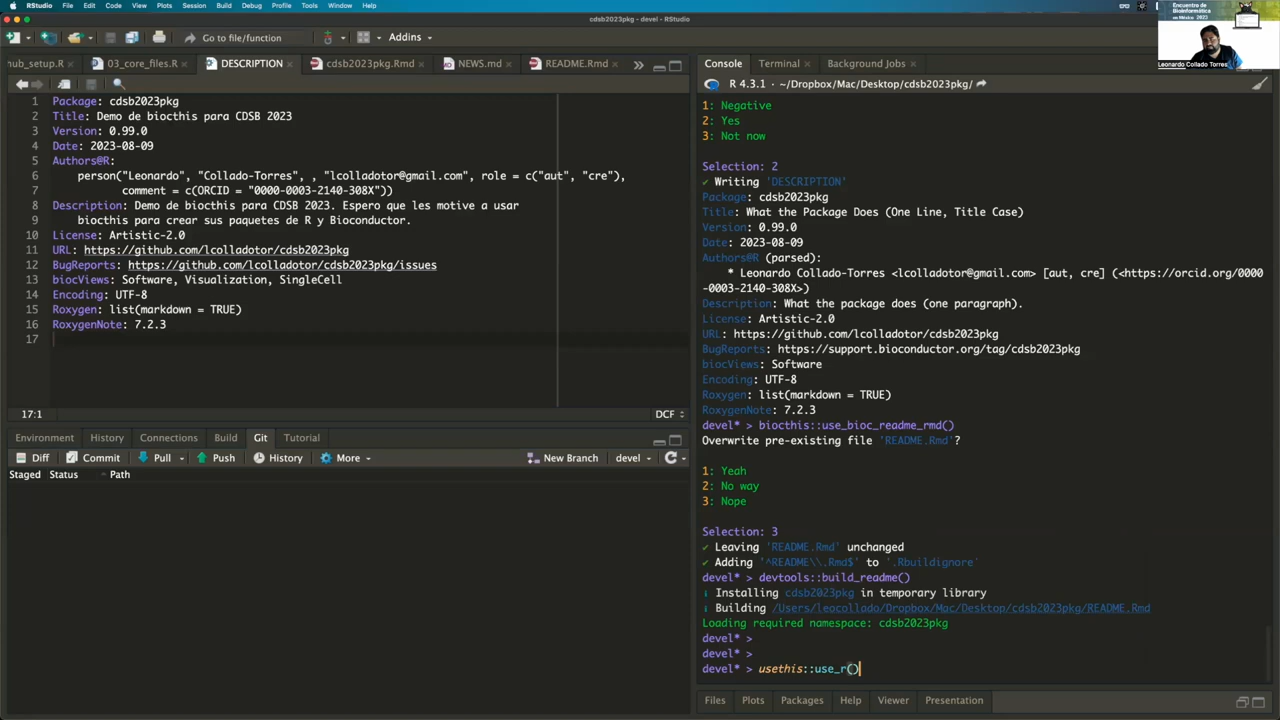 RStudio File Edit Code View Plots Session Build Debug Profile Tools Window Help
cdsb2023pkg - devel - RStudio
Go to file/function Addins
hub_setup.R 03_core_files.R DESCRIPTION cdsb2023pkg.Rmd NEWS.md README.Rmd
1 Package: cdsb2023pkg
2 Title: Demo de biocthis para CDSB 2023
3 Version: 0.99.0
4 Date: 2023-08-09
5 Authors@R:
6 person("Leonardo", "Collado-Torres", , "lcolladotor@gmail.com", role = c("aut", "cre"),
7 comment = c(ORCID = "0000-0003-2140-308X"))
8 Description: Demo de biocthis para CDSB 2023. Espero que les motive a usar
9 biocthis para crear sus paquetes de R y Bioconductor.
10 License: Artistic-2.0
11 URL: https://github.com/lcolladotor/cdsb2023pkg
12 BugReports: https://github.com/lcolladotor/cdsb2023pkg/issues
13 biocViews: Software, Visualization, SingleCell
14 Encoding: UTF-8
15 Roxygen: list(markdown = TRUE)
16 RoxygenNote: 7.2.3
17
17:1 DCF
Environment History Connections Build Git Tutorial
Diff Commit Pull Push History More New Branch devel
Staged Status Path
Console Terminal Background Jobs
R 4.3.1 · ~/Dropbox/Mac/Desktop/cdsb2023pkg/
1: Negative
2: Yes
3: Not now
Selection: 2
✓ Writing 'DESCRIPTION'
Package: cdsb2023pkg
Title: What the Package Does (One Line, Title Case)
Version: 0.99.0
Date: 2023-08-09
Authors@R (parsed):
* Leonardo Collado-Torres <lcolladotor@gmail.com> [aut, cre] (<https://orcid.org/0000
-0003-2140-308X>)
Description: What the package does (one paragraph).
License: Artistic-2.0
URL: https://github.com/lcolladotor/cdsb2023pkg
BugReports: https://support.bioconductor.org/tag/cdsb2023pkg
biocViews: Software
Encoding: UTF-8
Roxygen: list(markdown = TRUE)
RoxygenNote: 7.2.3
devel* > biocthis::use_bioc_readme_rmd()
Overwrite pre-existing file 'README.Rmd'?
1: Yeah
2: No way
3: Nope
Selection: 3
✓ Leaving 'README.Rmd' unchanged
✓ Adding '^README\\.Rmd$' to '.Rbuildignore'
devel* > devtools::build_readme()
ℹ Installing cdsb2023pkg in temporary library
ℹ Building /Users/leocollado/Dropbox/Mac/Desktop/cdsb2023pkg/README.Rmd
Loading required namespace: cdsb2023pkg
devel* >
devel* >
devel* > usethis::use_r()
Files Plots Packages Help Viewer Presentation
Encuentro de
BioInformática
en México 2023
Leonardo Collado Torres